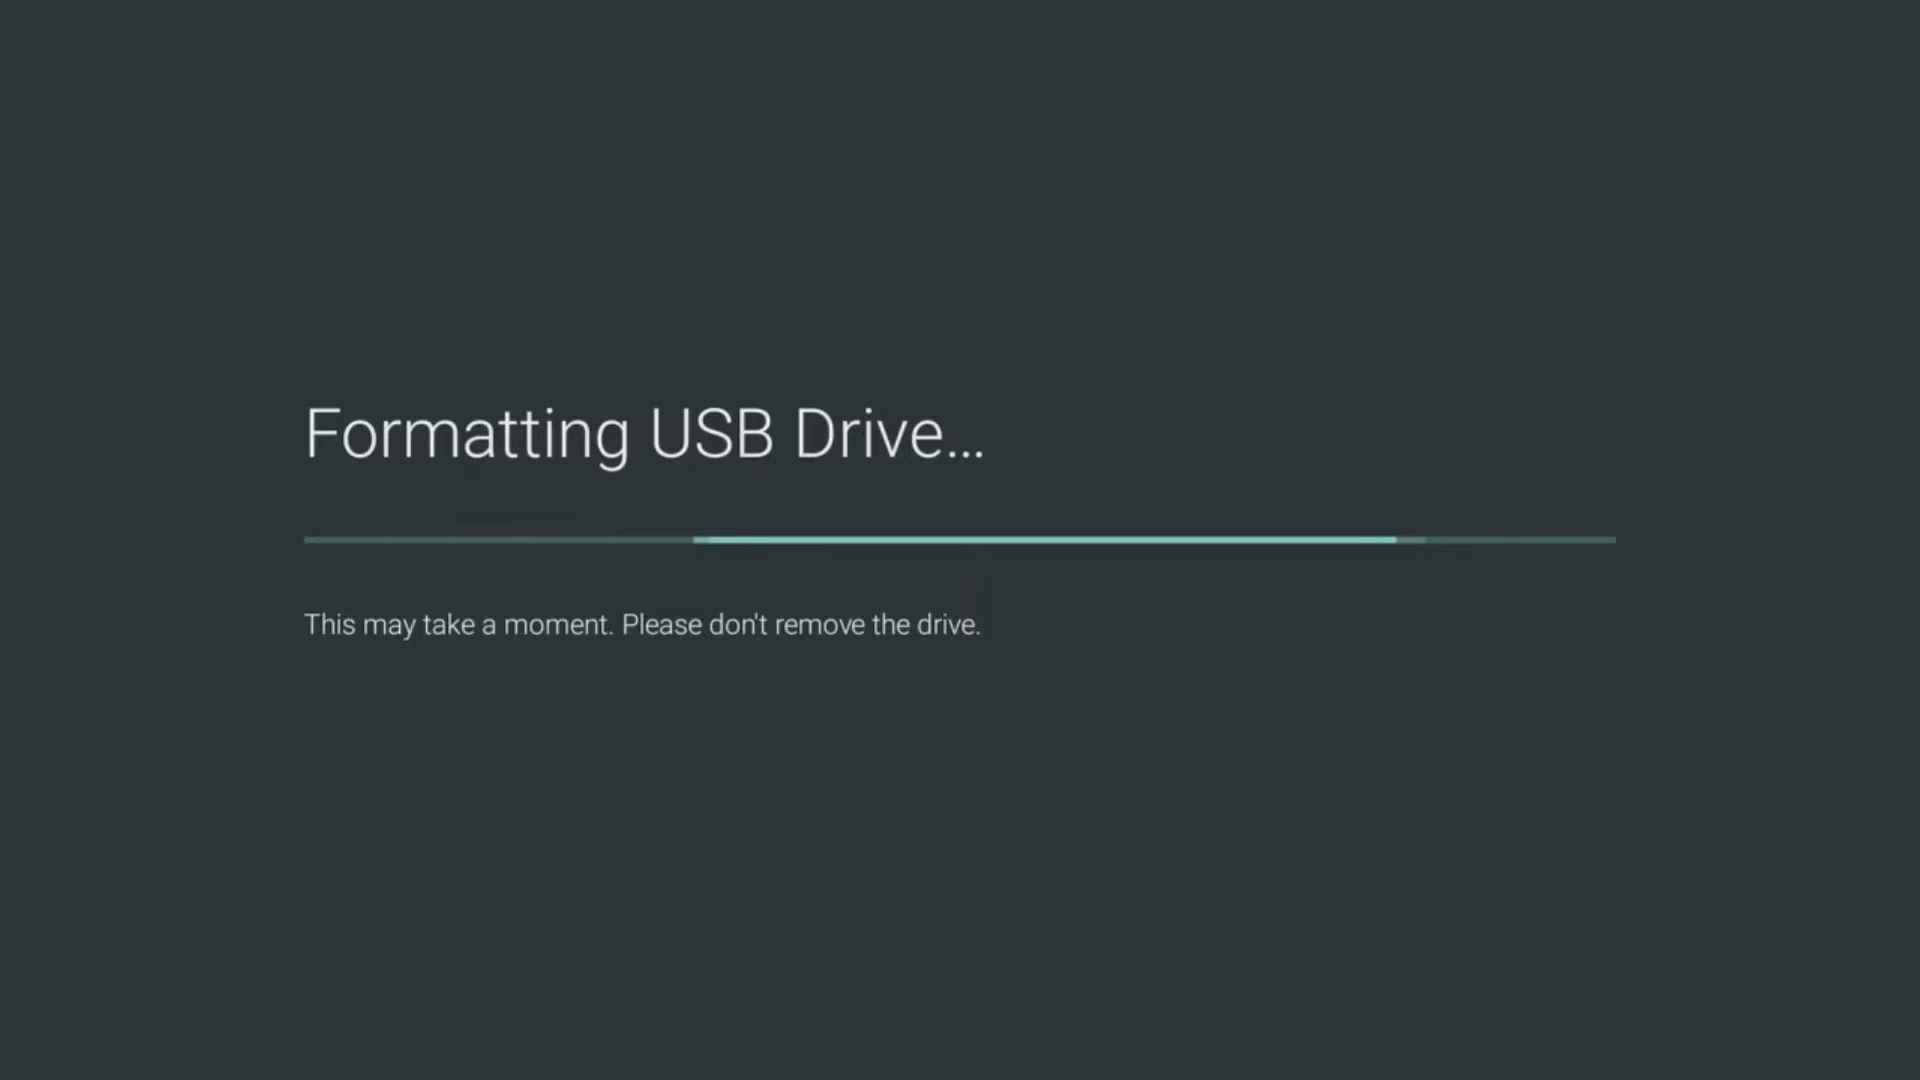 Formatting USB Drive...
This may take a moment. Please don't remove the drive.